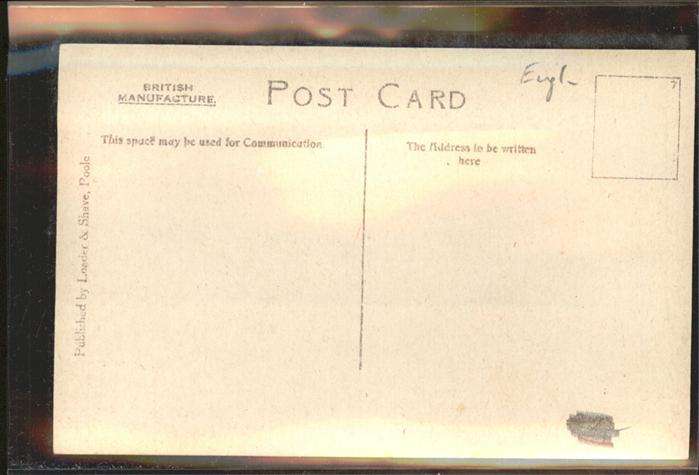 BRITISH
MANUFACTURE.
POST CARD
Engl-
This space may be used for Communication
The Address to be written
here
Published by Loader & Shave, Poole